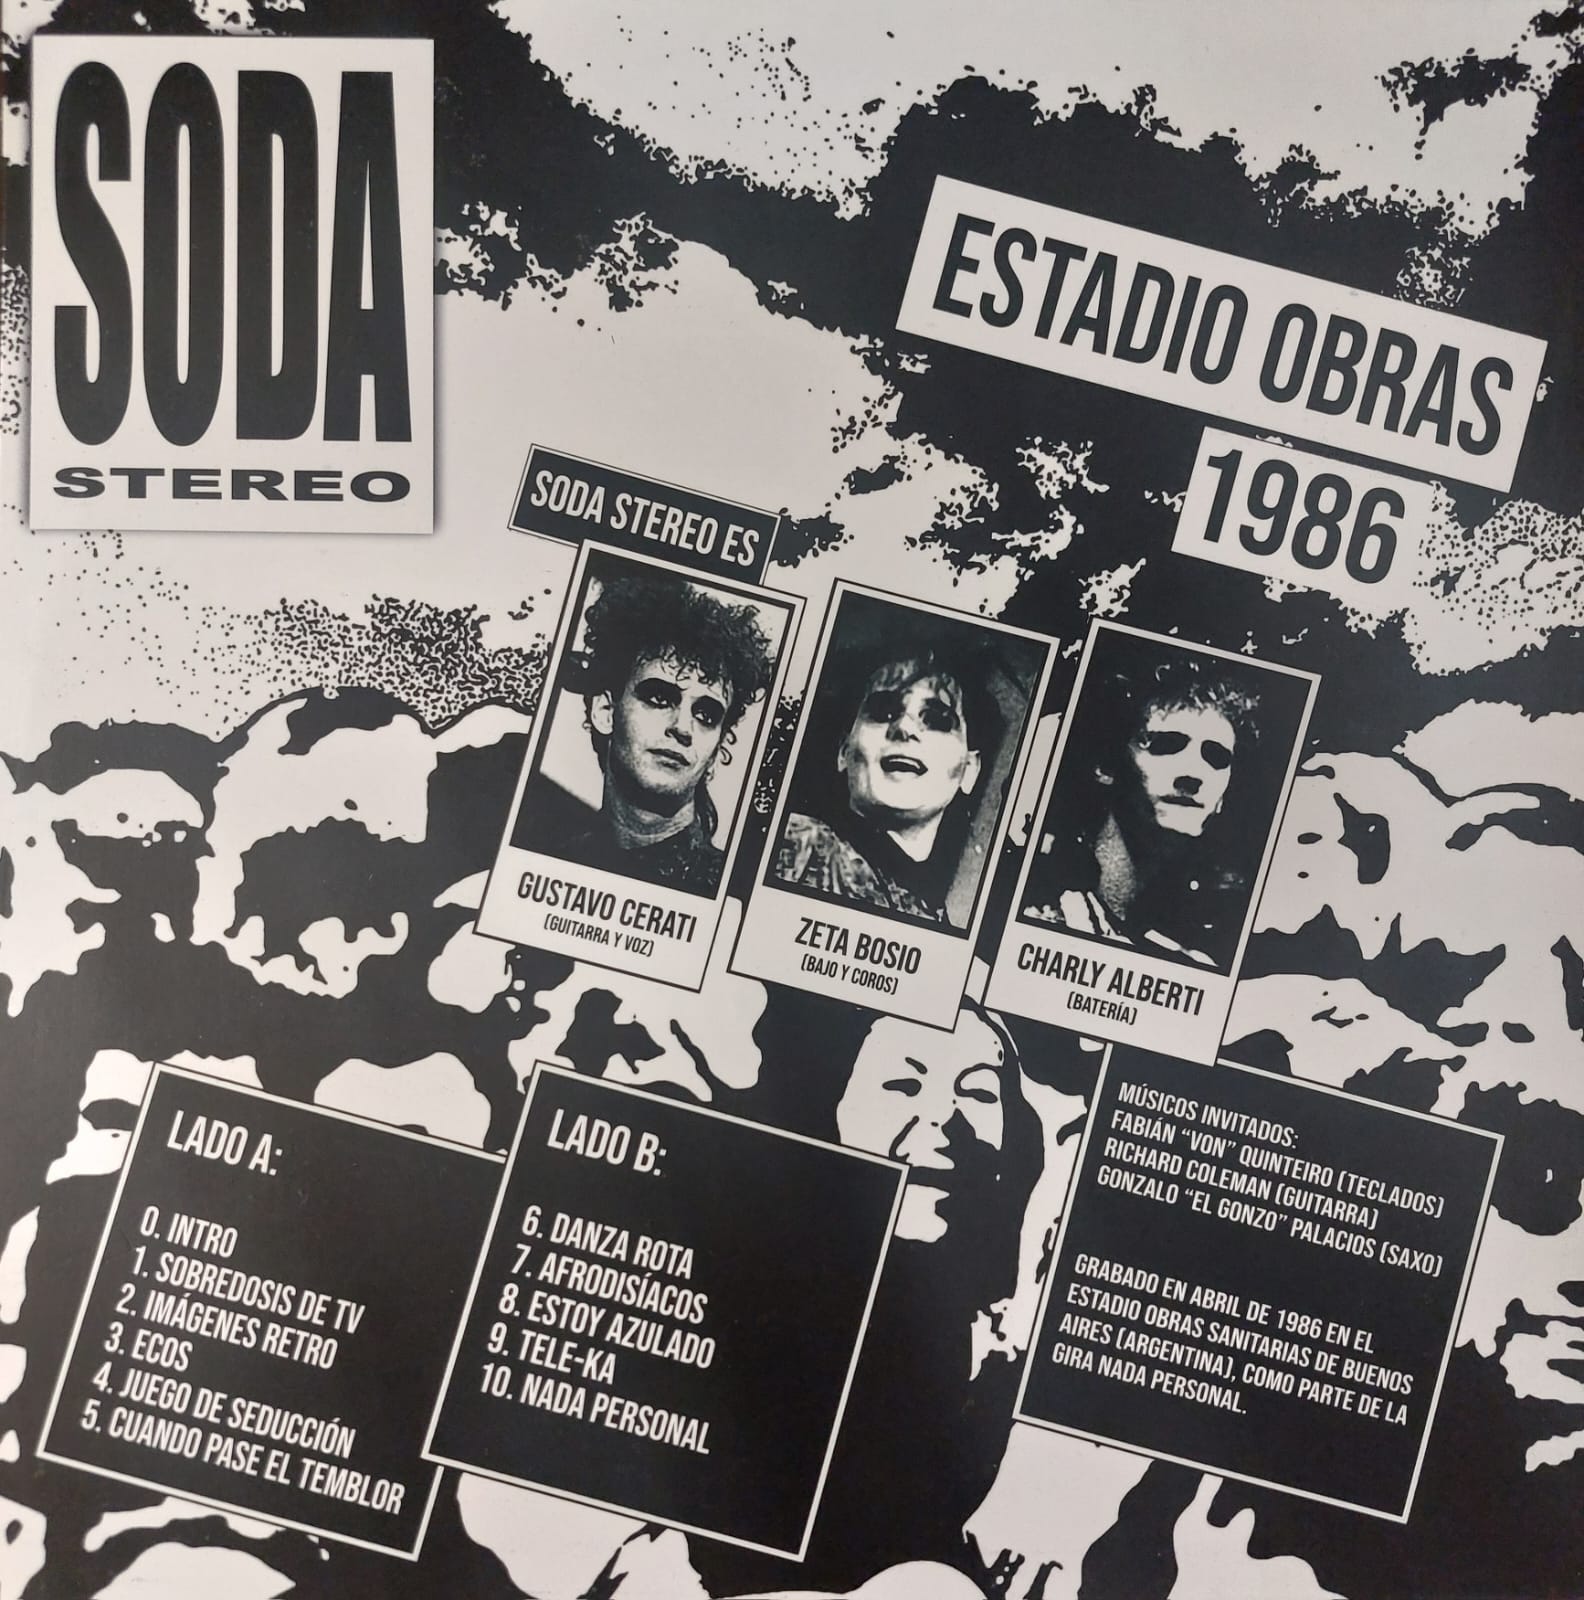 SODA
STEREO
ESTADIO OBRAS
1986
SODA STEREO ES
GUSTAVO CERATI
(GUITARRA Y VOZ)
ZETA BOSIO
(BAJO Y COROS)
CHARLY ALBERTI
(BATERÍA)
LADO A:
0. INTRO
1. SOBREDOSIS DE TV
2. IMÁGENES RETRO
3. ECOS
4. JUEGO DE SEDUCCIÓN
5. CUANDO PASE EL TEMBLOR
LADO B:
6. DANZA ROTA
7. AFRODISÍACOS
8. ESTOY AZULADO
9. TELE-KA
10. NADA PERSONAL
MÚSICOS INVITADOS:
FABIÁN “VON” QUINTEIRO (TECLADOS)
RICHARD COLEMAN (GUITARRA)
GONZALO “EL GONZO” PALACIOS (SAXO)
GRABADO EN ABRIL DE 1986 EN EL
ESTADIO OBRAS SANITARIAS DE BUENOS
AIRES (ARGENTINA), COMO PARTE DE LA
GIRA NADA PERSONAL.